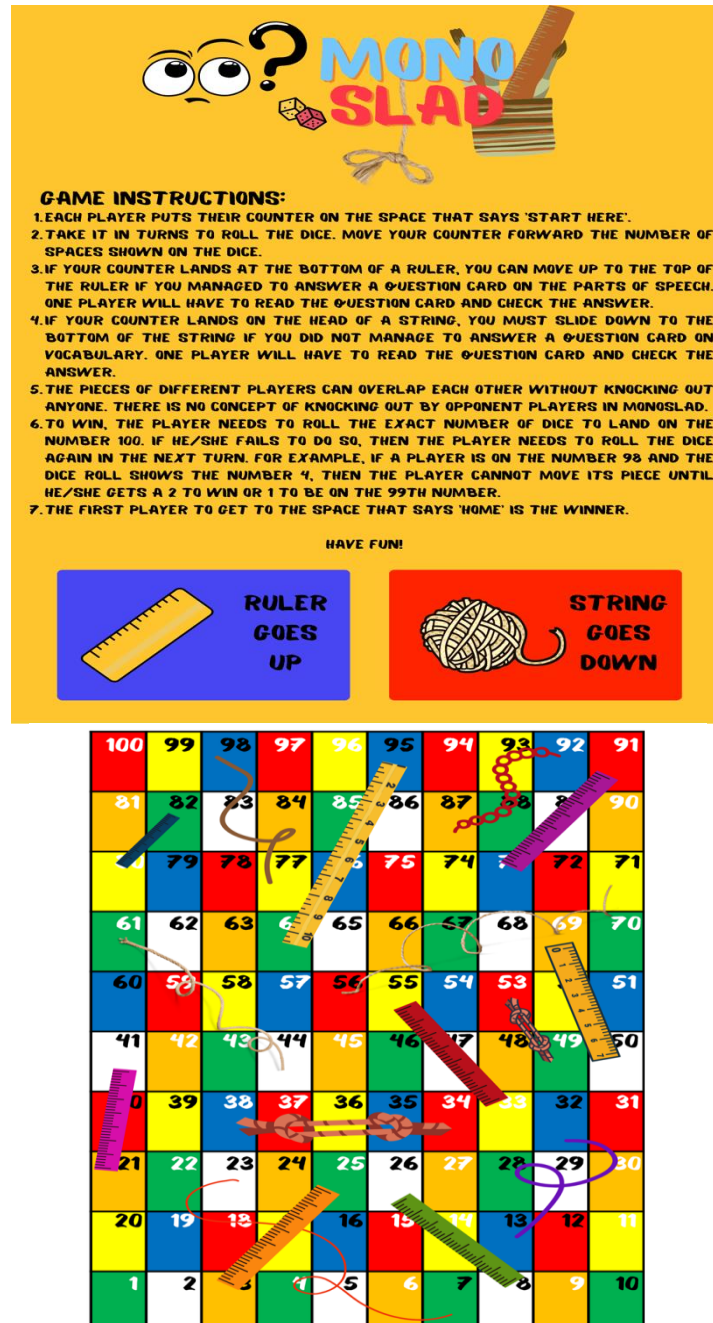 ?
MONO
SLAD
GAME INSTRUCTIONS:
1. EACH PLAYER PUTS THEIR COUNTER ON THE SPACE THAT SAYS 'START HERE'.
2. TAKE IT IN TURNS TO ROLL THE DICE. MOVE YOUR COUNTER FORWARD THE NUMBER OF
SPACES SHOWN ON THE DICE.
3. IF YOUR COUNTER LANDS AT THE BOTTOM OF A RULER, YOU CAN MOVE UP TO THE TOP OF
THE RULER IF YOU MANAGED TO ANSWER A QUESTION CARD ON THE PARTS OF SPEECH.
ONE PLAYER WILL HAVE TO READ THE QUESTION CARD AND CHECK THE ANSWER.
4. IF YOUR COUNTER LANDS ON THE HEAD OF A STRING, YOU MUST SLIDE DOWN TO THE
BOTTOM OF THE STRING IF YOU DID NOT MANAGE TO ANSWER A QUESTION CARD ON
VOCABULARY. ONE PLAYER WILL HAVE TO READ THE QUESTION CARD AND CHECK THE
ANSWER.
5. THE PIECES OF DIFFERENT PLAYERS CAN OVERLAP EACH OTHER WITHOUT KNOCKING OUT
ANYONE. THERE IS NO CONCEPT OF KNOCKING OUT BY OPPONENT PLAYERS IN MONOSLAD.
6. TO WIN, THE PLAYER NEEDS TO ROLL THE EXACT NUMBER OF DICE TO LAND ON THE
NUMBER 100. IF HE/SHE FAILS TO DO SO, THEN THE PLAYER NEEDS TO ROLL THE DICE
AGAIN IN THE NEXT TURN. FOR EXAMPLE, IF A PLAYER IS ON THE NUMBER 98 AND THE
DICE ROLL SHOWS THE NUMBER 4, THEN THE PLAYER CANNOT MOVE ITS PIECE UNTIL
HE/SHE GETS A 2 TO WIN OR 1 TO BE ON THE 99TH NUMBER.
7. THE FIRST PLAYER TO GET TO THE SPACE THAT SAYS 'HOME' IS THE WINNER.
HAVE FUN!
RULER
GOES
UP
STRING
GOES
DOWN
100 99 98 97 96 95 94 93 92 91
81 82 83 84 85 86 87 88 90
79 78 77 75 74 72 71
61 62 63 65 66 67 68 69 70
60 59 58 57 56 55 54 53 51
41 42 43 44 45 46 47 48 49 50
39 38 37 36 35 34 33 32 31
21 22 23 24 25 26 27 28 29 30
20 19 18 16 15 14 13 12 11
1 2 3 4 5 6 7 8 9 10